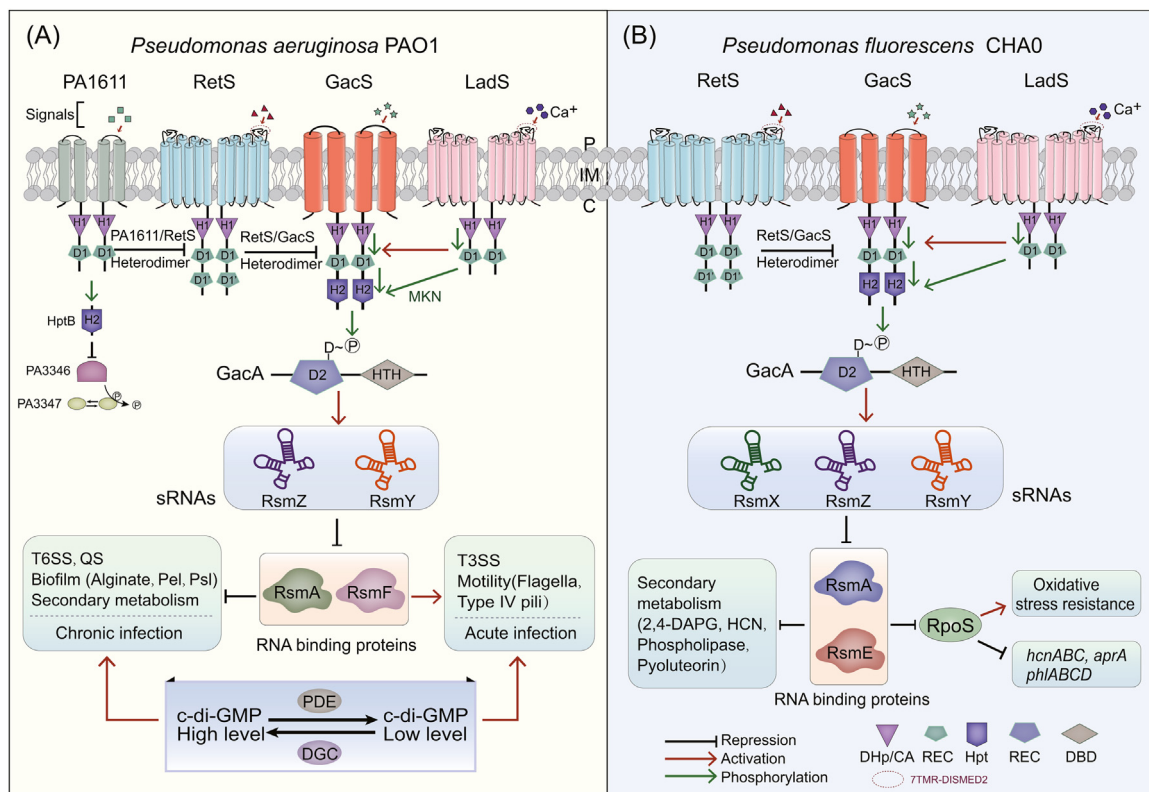 (A)
Pseudomonas aeruginosa PAO1
PA1611
RetS
GacS
LadS
Signals
Ca+
P
IM
C
H1
H1
D1
D1
PA1611/RetS
Heterodimer
H1
H1
D1
D1
D1
D1
RetS/GacS
Heterodimer
H1
H1
D1
D1
H2
H2
H1
H1
D1
D1
MKN
HptB
H2
PA3346
PA3347
P
P
D~P
GacA
D2
HTH
RsmZ
RsmY
sRNAs
T6SS, QS
Biofilm (Alginate, Pel, Psl)
Secondary metabolism
Chronic infection
RsmA
RsmF
RNA binding proteins
T3SS
Motility(Flagella,
Type IV pili)
Acute infection
c-di-GMP
High level
PDE
DGC
c-di-GMP
Low level
(B)
Pseudomonas fluorescens CHA0
RetS
GacS
LadS
Ca+
H1
H1
D1
D1
D1
D1
RetS/GacS
Heterodimer
H1
H1
D1
D1
H2
H2
H1
H1
D1
D1
D~P
GacA
D2
HTH
RsmX
RsmZ
RsmY
sRNAs
Secondary
metabolism
(2,4-DAPG, HCN,
Phospholipase,
Pyoluteorin)
RsmA
RsmE
RNA binding proteins
RpoS
Oxidative
stress resistance
hcnABC, aprA
phlABCD
Repression
Activation
Phosphorylation
DHp/CA
REC
Hpt
REC
DBD
7TMR-DISMED2